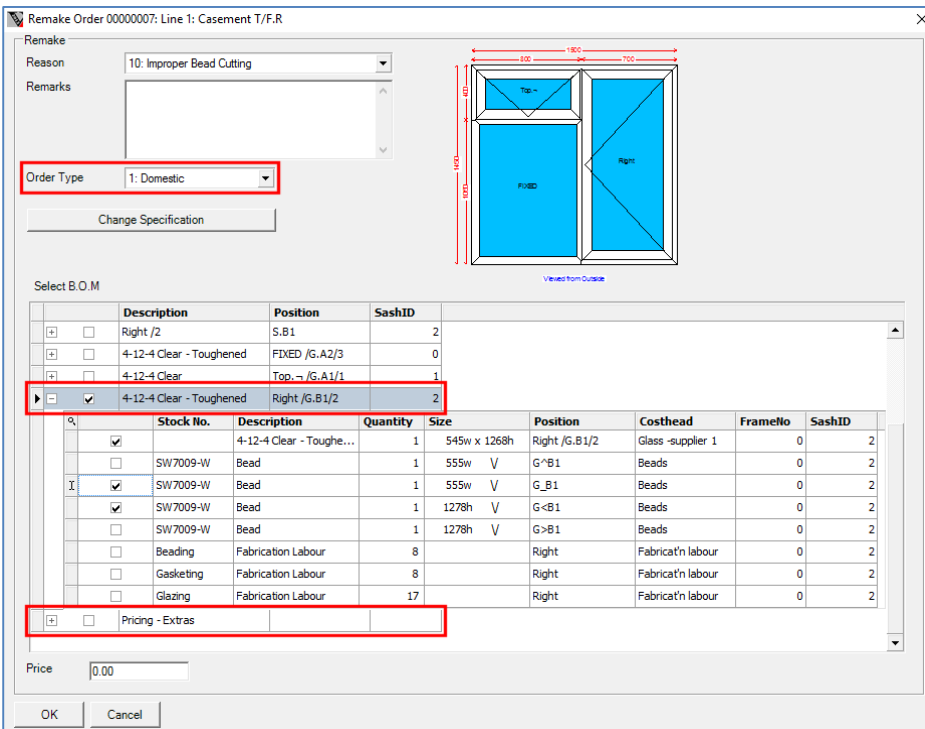 Remake Order 00000007: Line 1: Casement T/F.R
Remake
Reason 10: Improper Bead Cutting
Remarks
Order Type 1: Domestic
Change Specification
1500
800 700
400
Top.¬
1450
1050
FIXED
Right
Viewed from Outside
Select B.O.M
Description Position SashID
Right /2 S.B1 2
4-12-4 Clear - Toughened FIXED /G.A2/3 0
4-12-4 Clear Top.¬ /G.A1/1 1
4-12-4 Clear - Toughened Right /G.B1/2 2
Stock No. Description Quantity Size Position Costhead FrameNo SashID
4-12-4 Clear - Toughe... 1 545w x 1268h Right /G.B1/2 Glass -supplier 1 0 2
SW7009-W Bead 1 555w \/ G^B1 Beads 0 2
SW7009-W Bead 1 555w \/ G_B1 Beads 0 2
SW7009-W Bead 1 1278h \/ G<B1 Beads 0 2
SW7009-W Bead 1 1278h \/ G>B1 Beads 0 2
Beading Fabrication Labour 8 Right Fabricat'n labour 0 2
Gasketing Fabrication Labour 8 Right Fabricat'n labour 0 2
Glazing Fabrication Labour 17 Right Fabricat'n labour 0 2
Pricing - Extras
Price 0.00
OK Cancel